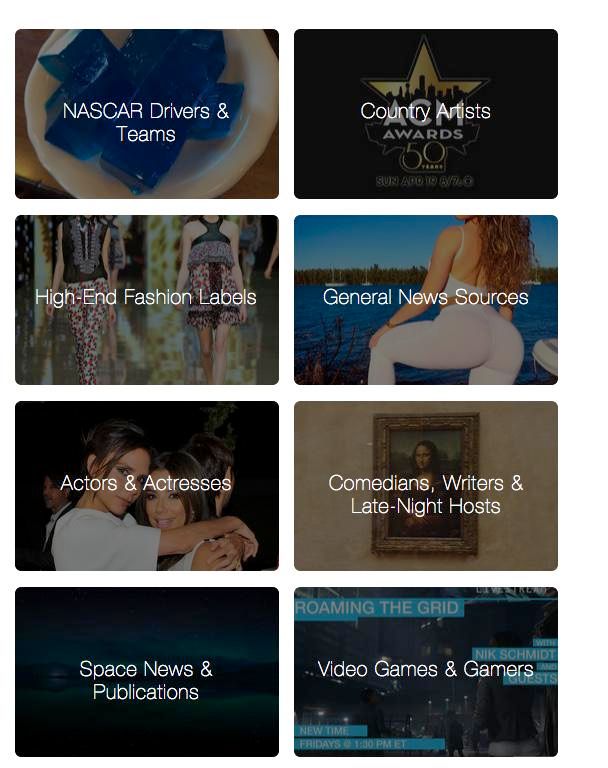 NASCAR Drivers &
Teams
Country Artists
ACM
AWARDS
50
YEARS
SUN APR 19 8/7c
High-End Fashion Labels
General News Sources
Actors & Actresses
Comedians, Writers &
Late-Night Hosts
Space News &
Publications
LIVESTREAM
ROAMING THE GRID
WITH
NIK SCHMIDT
AND
GUESTS
Video Games & Gamers
NEW TIME
FRIDAYS @ 1:30 PM ET